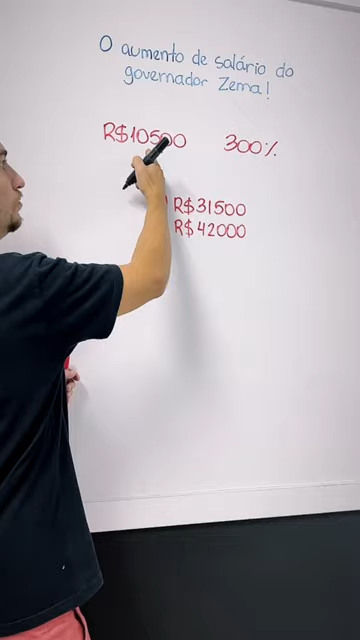 O aumento de salário do
governador Zema!
R$10500 300%
R$31500
R$42000